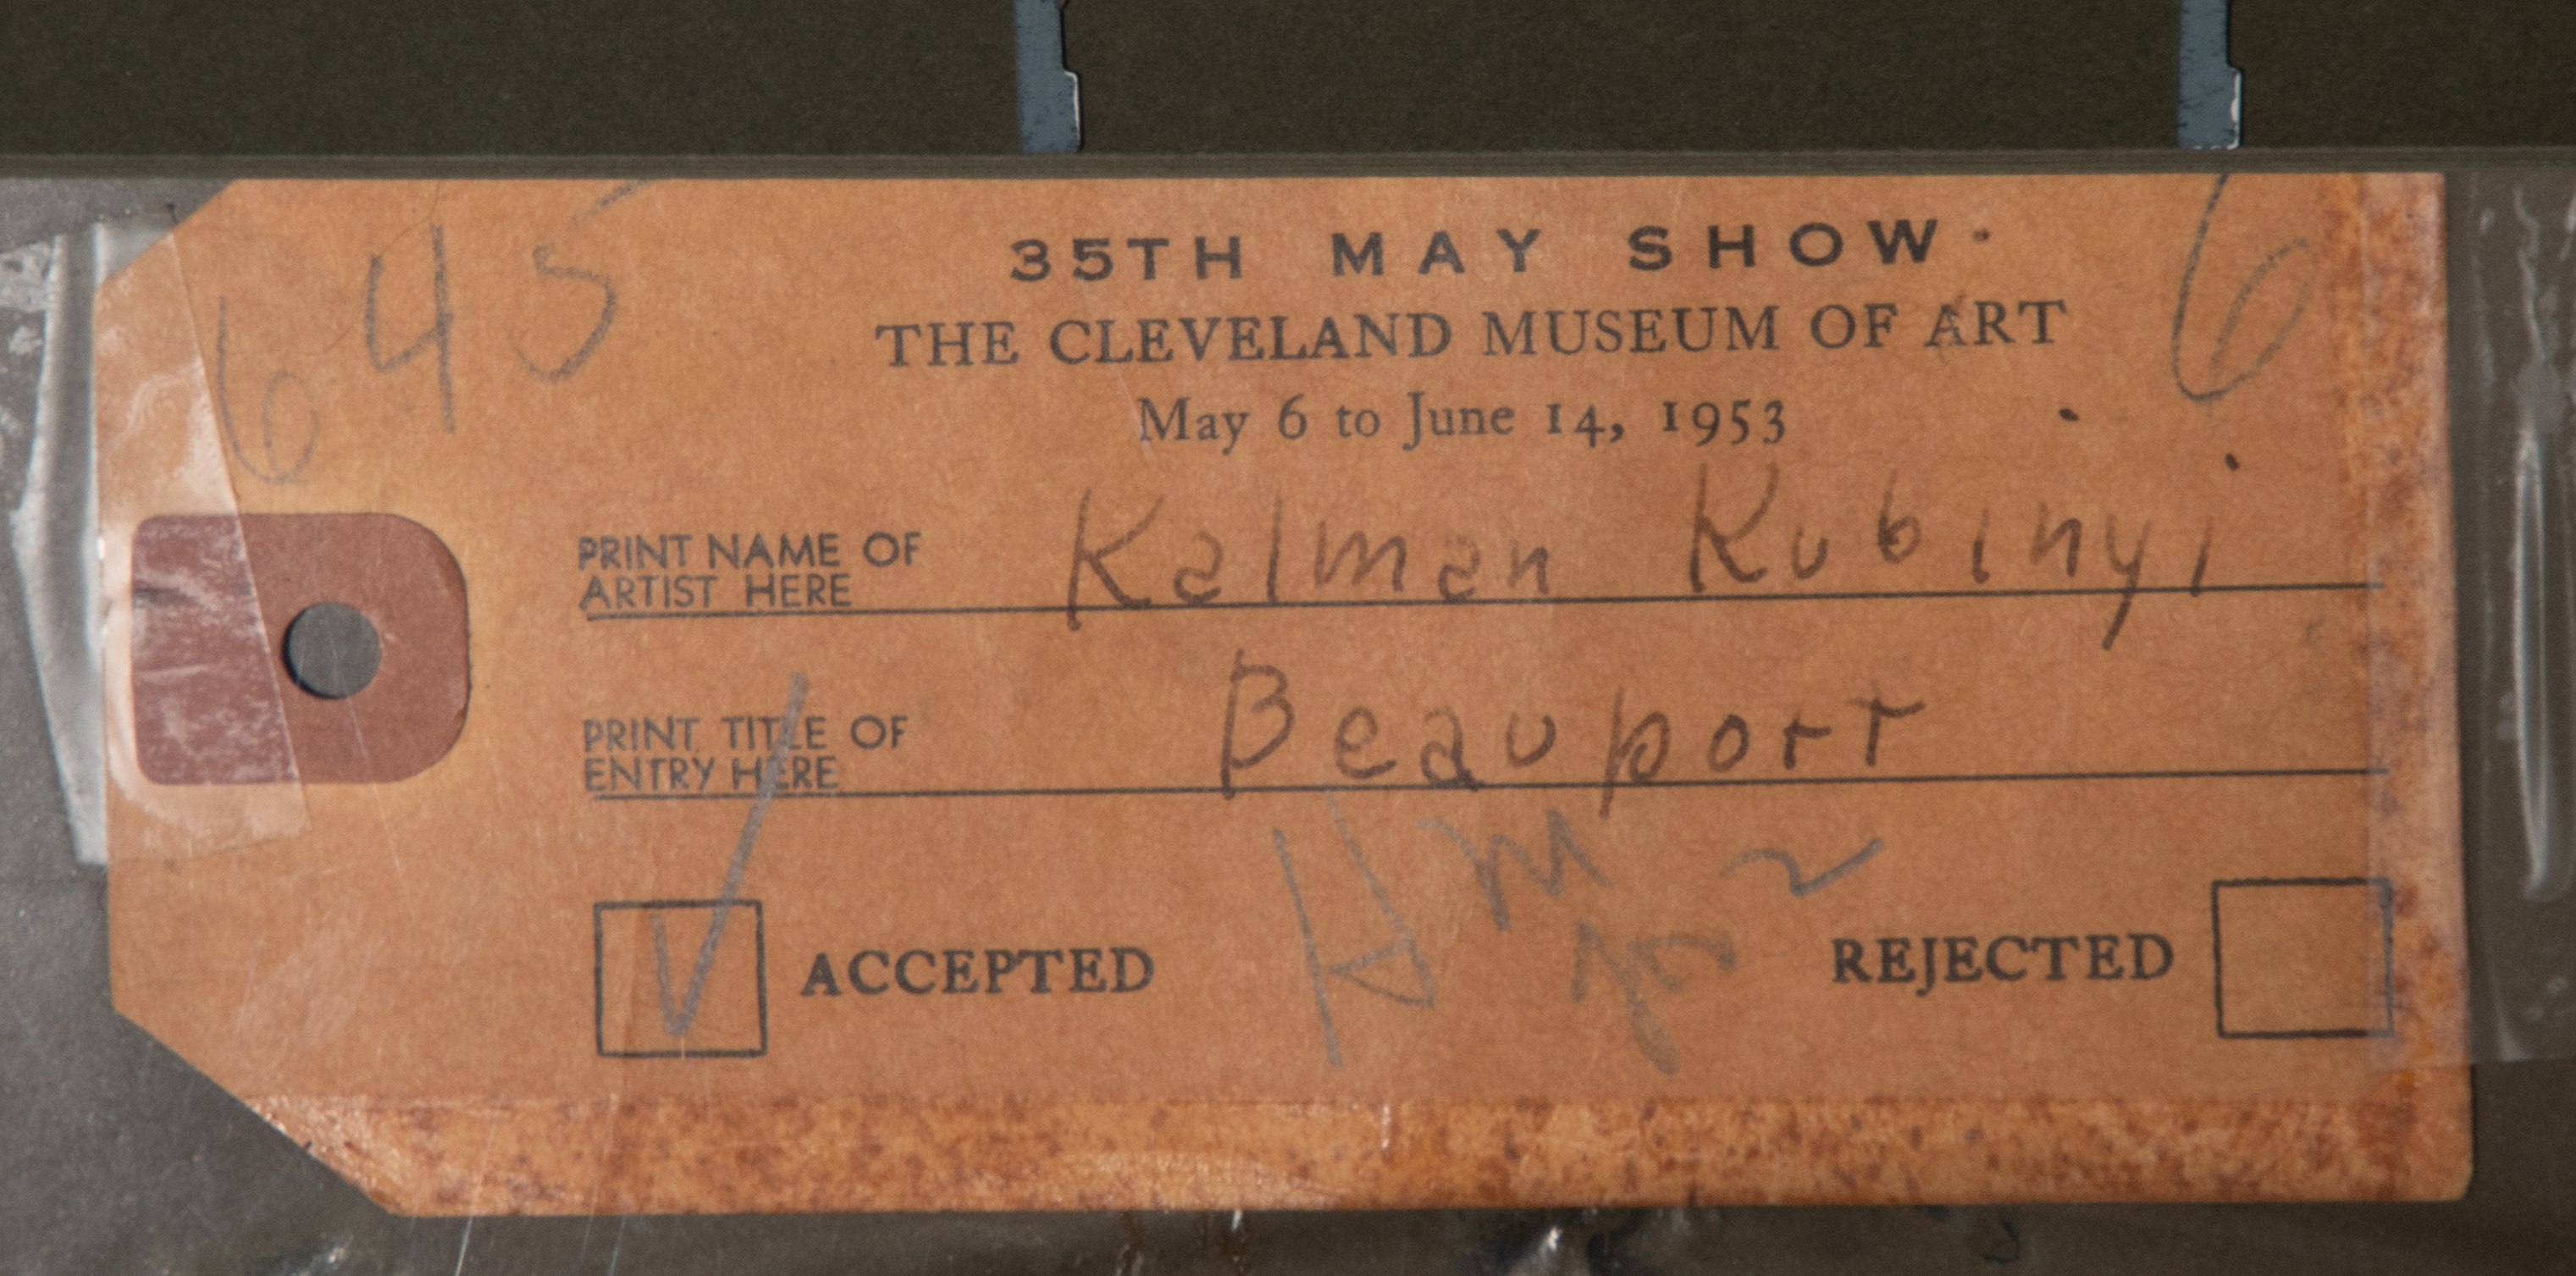 645
6
35TH MAY SHOW
THE CLEVELAND MUSEUM OF ART
May 6 to June 14, 1953
PRINT NAME OF
ARTIST HERE
Kalman Kubinyi
PRINT TITLE OF
ENTRY HERE
Beauport
ACCEPTED
REJECTED